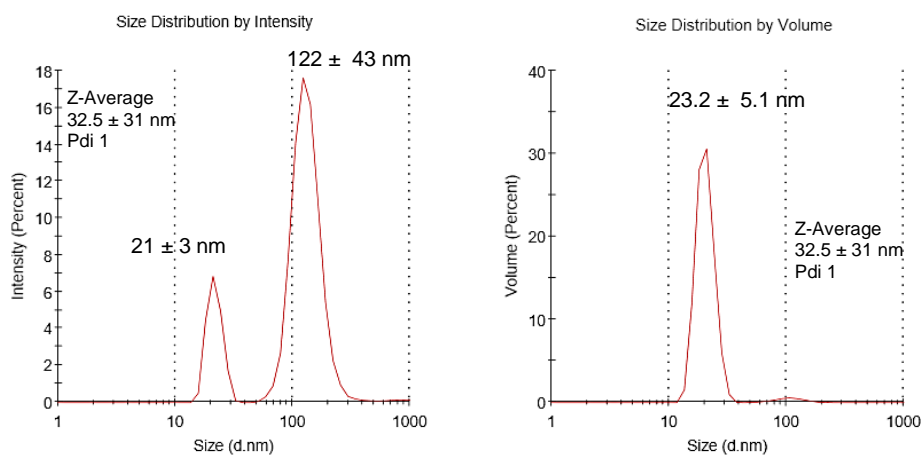 Size Distribution by Intensity
122 ± 43 nm
Z-Average
32.5 ± 31 nm
Pdi 1
21 ± 3 nm
Intensity (Percent)
18
16
14
12
10
8
6
4
2
0
1
10
100
1000
Size (d.nm)
Size Distribution by Volume
23.2 ± 5.1 nm
Z-Average
32.5 ± 31 nm
Pdi 1
Volume (Percent)
40
30
20
10
0
1
10
100
1000
Size (d.nm)